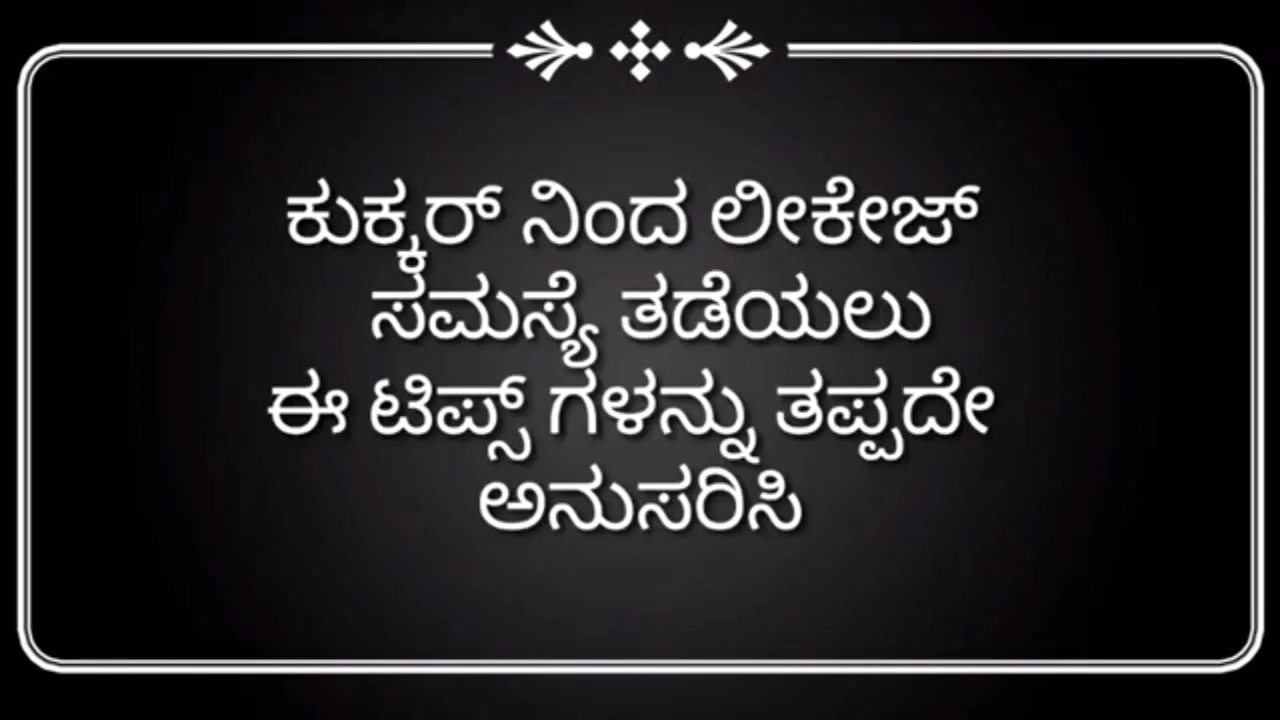 ಕುಕ್ಕರ್ ನಿಂದ ಲೀಕೇಜ್
ಸಮಸ್ಯೆ ತಡೆಯಲು
ಈ ಟಿಪ್ಸ್ ಗಳನ್ನು ತಪ್ಪದೇ
ಅನುಸರಿಸಿ